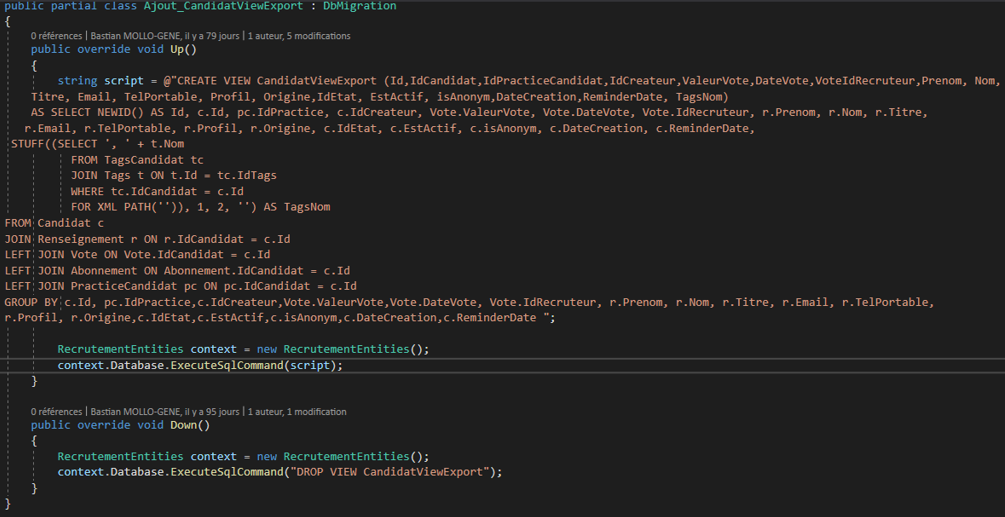 public partial class Ajout_CandidatViewExport : DbMigration
{
0 références | Bastian MOLLO-GENE, il y a 79 jours | 1 auteur, 5 modifications
public override void Up()
{
string script = @"CREATE VIEW CandidatViewExport (Id,IdCandidat,IdPracticeCandidat,IdCreateur,ValeurVote,DateVote,VoteIdRecruteur,Prenom, Nom,
Titre, Email, TelPortable, Profil, Origine,IdEtat, EstActif, isAnonym,DateCreation,ReminderDate, TagsNom)
AS SELECT NEWID() AS Id, c.Id, pc.IdPractice, c.IdCreateur, Vote.ValeurVote, Vote.DateVote, Vote.IdRecruteur, r.Prenom, r.Nom, r.Titre,
r.Email, r.TelPortable, r.Profil, r.Origine, c.IdEtat, c.EstActif, c.isAnonym, c.DateCreation, c.ReminderDate,
STUFF((SELECT ', ' + t.Nom
FROM TagsCandidat tc
JOIN Tags t ON t.Id = tc.IdTags
WHERE tc.IdCandidat = c.Id
FOR XML PATH('')), 1, 2, '') AS TagsNom
FROM Candidat c
JOIN Renseignement r ON r.IdCandidat = c.Id
LEFT JOIN Vote ON Vote.IdCandidat = c.Id
LEFT JOIN Abonnement ON Abonnement.IdCandidat = c.Id
LEFT JOIN PracticeCandidat pc ON pc.IdCandidat = c.Id
GROUP BY c.Id, pc.IdPractice,c.IdCreateur,Vote.ValeurVote,Vote.DateVote, Vote.IdRecruteur, r.Prenom, r.Nom, r.Titre, r.Email, r.TelPortable,
r.Profil, r.Origine,c.IdEtat,c.EstActif,c.isAnonym,c.DateCreation,c.ReminderDate ";
RecrutementEntities context = new RecrutementEntities();
context.Database.ExecuteSqlCommand(script);
}
0 références | Bastian MOLLO-GENE, il y a 95 jours | 1 auteur, 1 modification
public override void Down()
{
RecrutementEntities context = new RecrutementEntities();
context.Database.ExecuteSqlCommand("DROP VIEW CandidatViewExport");
}
}